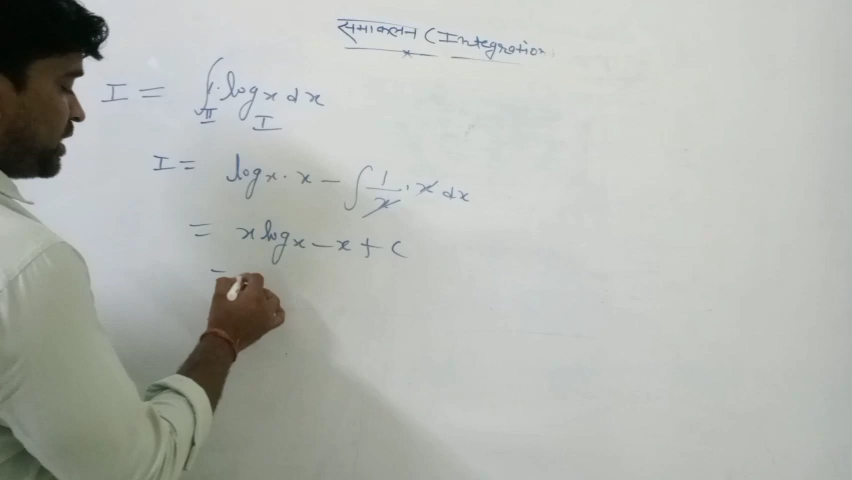 समाकलन (Integration)
I = ∫1·log x dx
II I
I = log x · x − ∫ 1/x · x dx
= x log x − x + c
=